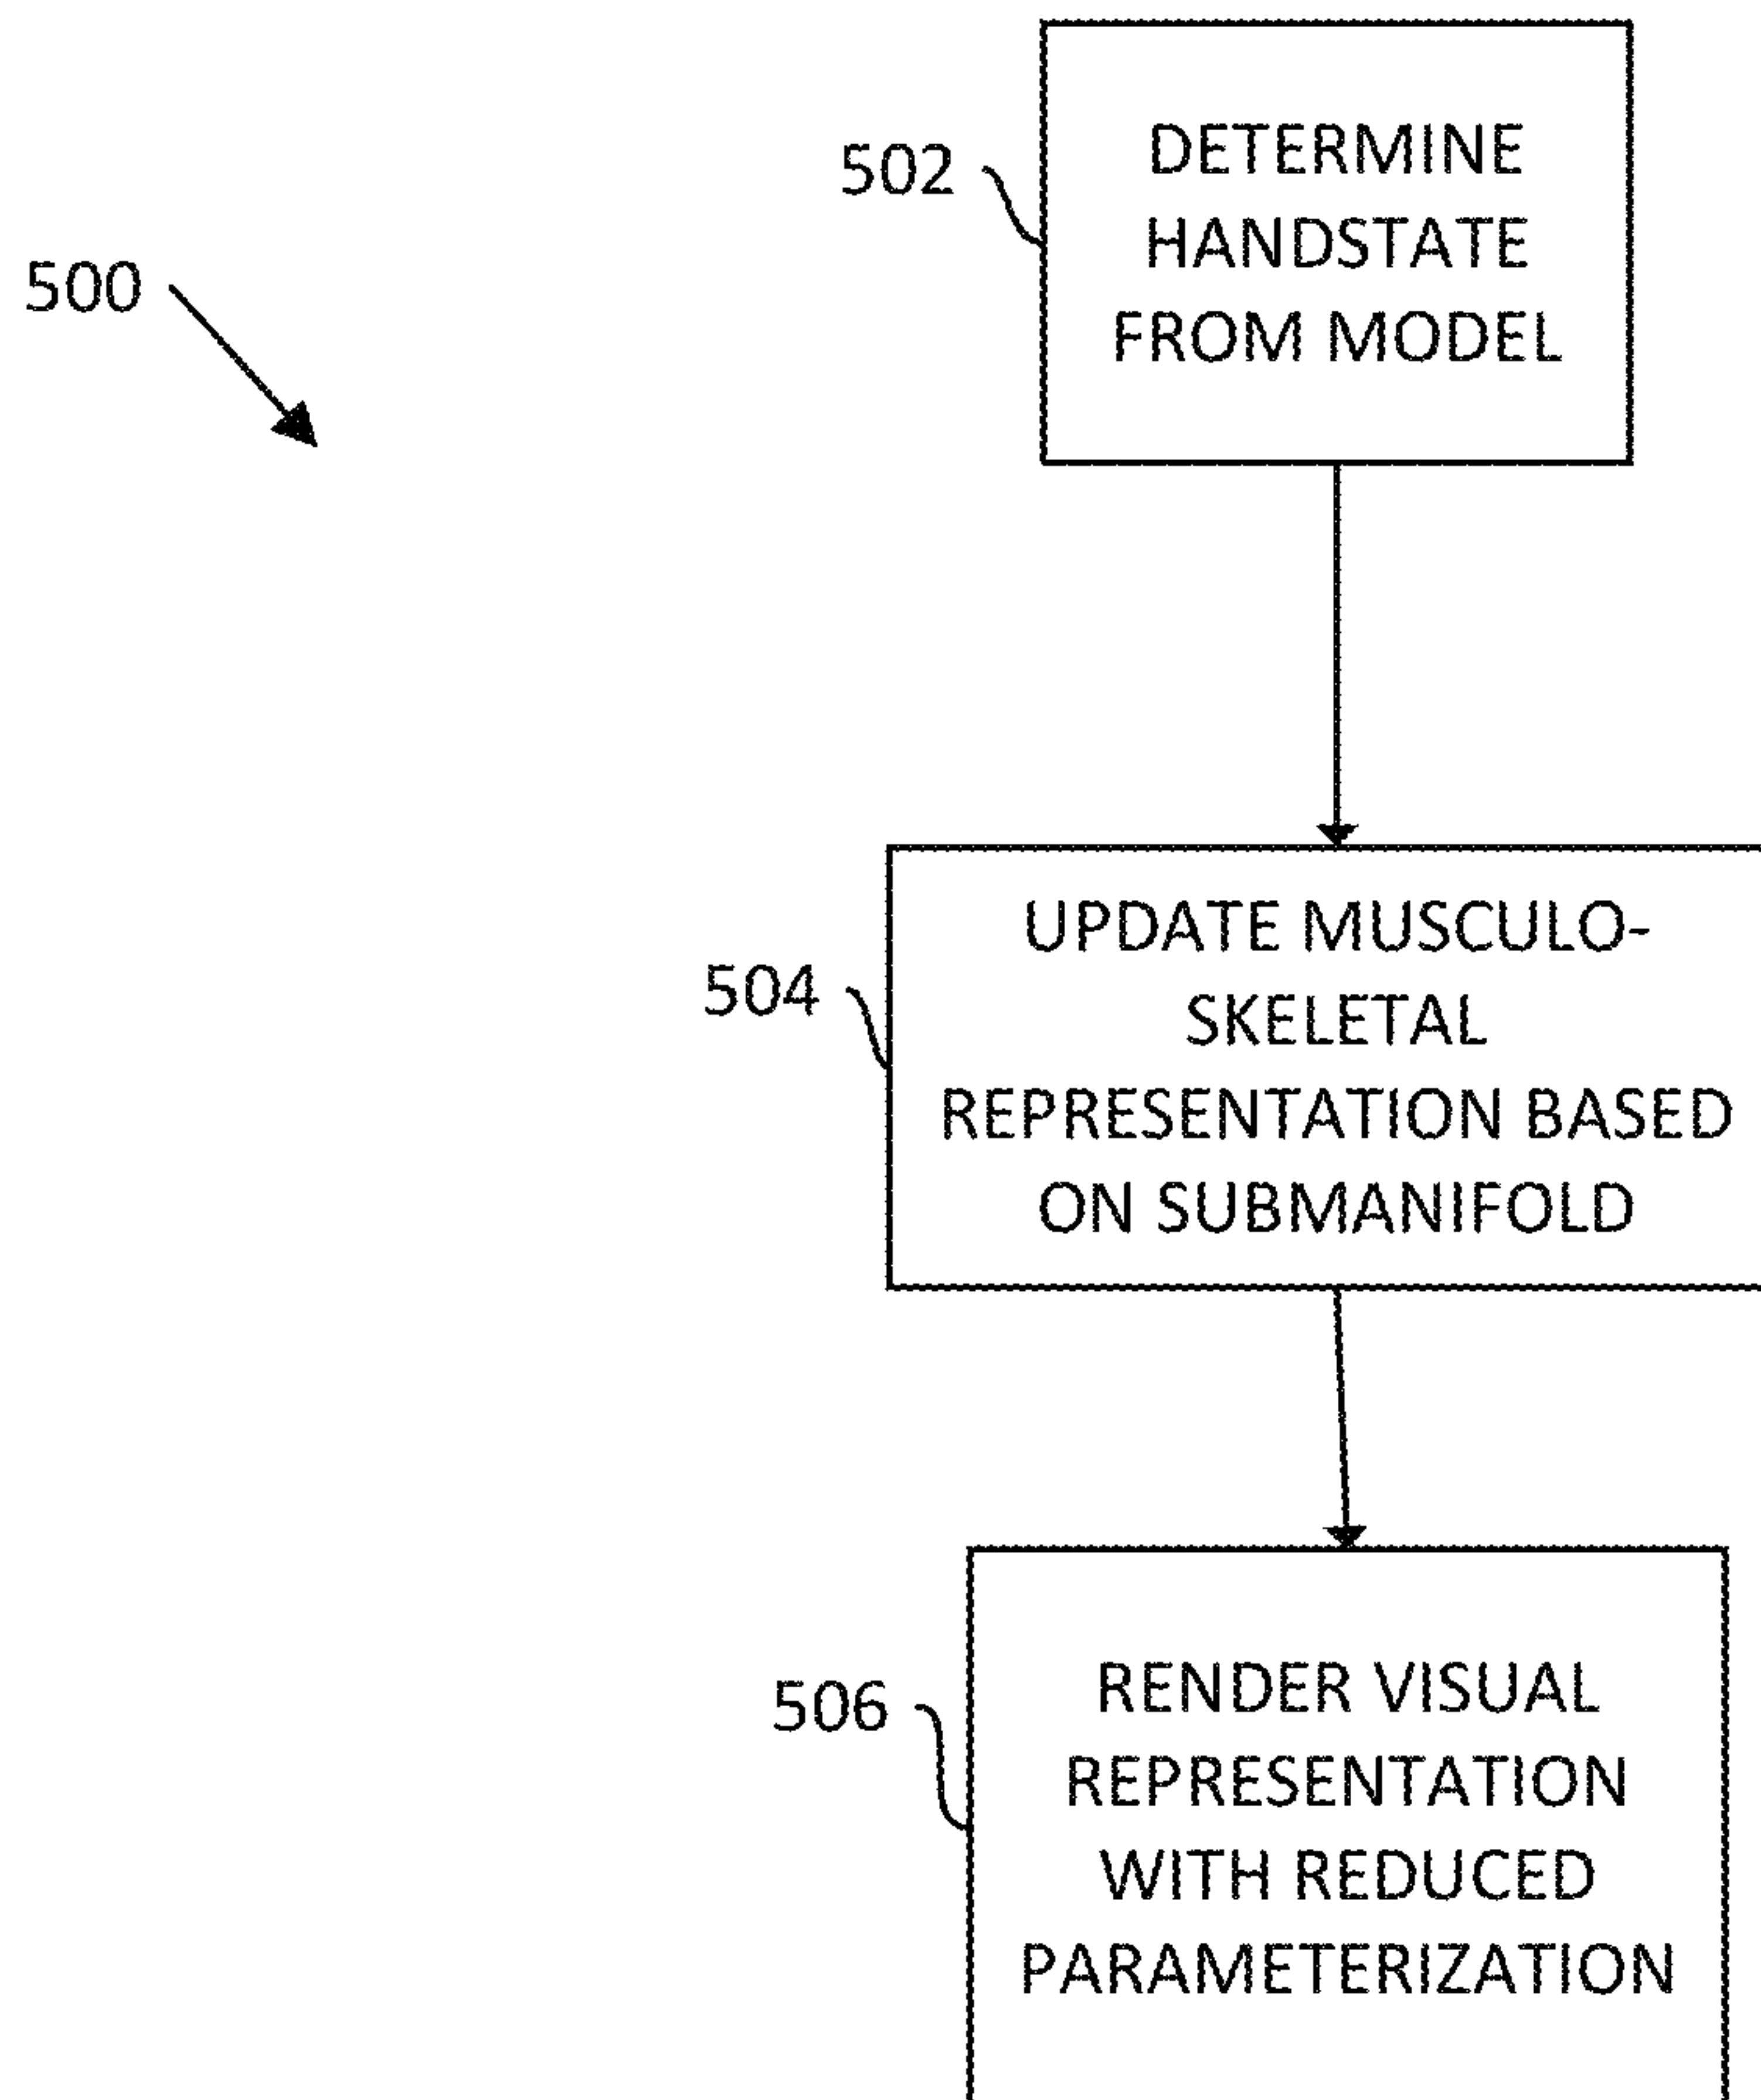 500
502
DETERMINE
HANDSTATE
FROM MODEL
504
UPDATE MUSCULO-
SKELETAL
REPRESENTATION BASED
ON SUBMANIFOLD
506
RENDER VISUAL
REPRESENTATION
WITH REDUCED
PARAMETERIZATION